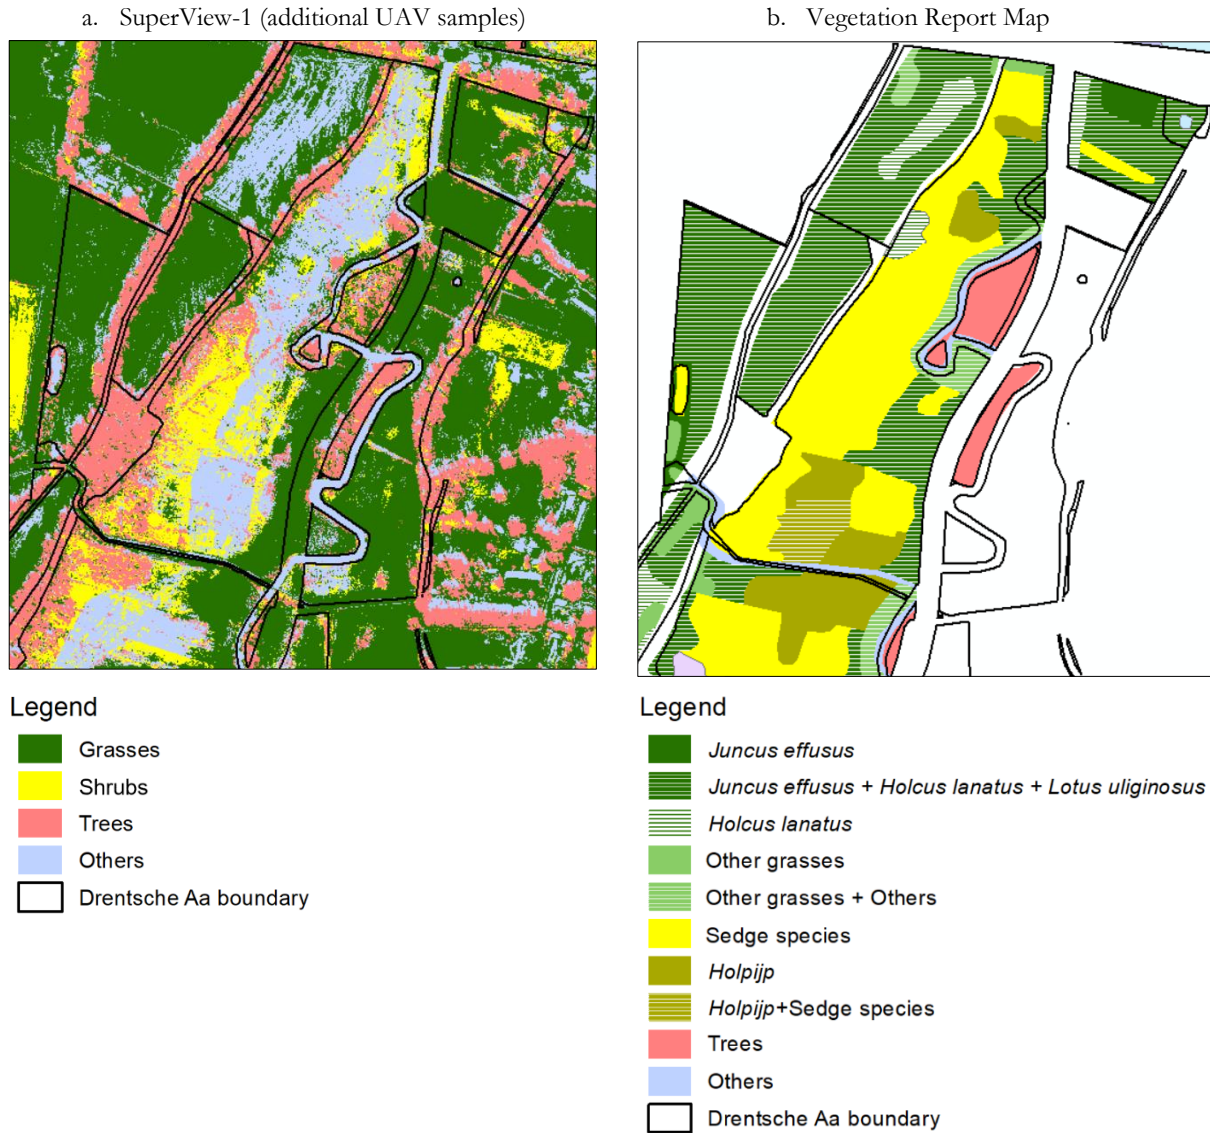 a. SuperView-1 (additional UAV samples)
b. Vegetation Report Map
Legend
Grasses
Shrubs
Trees
Others
Drentsche Aa boundary
Legend
Juncus effusus
Juncus effusus + Holcus lanatus + Lotus uliginosus
Holcus lanatus
Other grasses
Other grasses + Others
Sedge species
Holpijp
Holpijp+Sedge species
Trees
Others
Drentsche Aa boundary